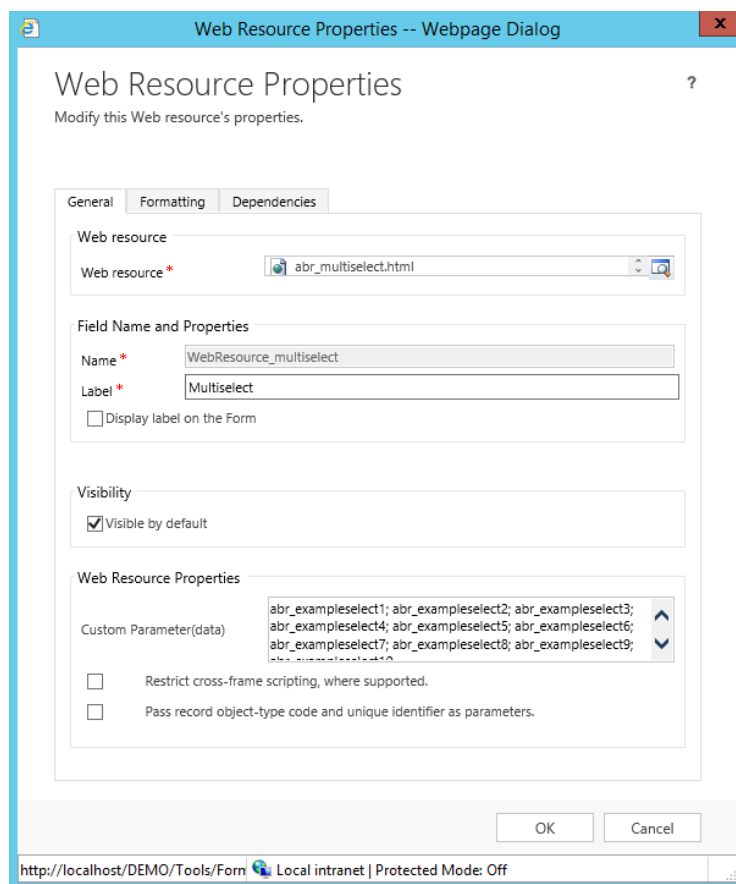 Web Resource Properties -- Webpage Dialog
x
Web Resource Properties
?
Modify this Web resource's properties.
General Formatting Dependencies
Web resource
Web resource *
abr_multiselect.html
Field Name and Properties
Name *
WebResource_multiselect
Label *
Multiselect
Display label on the Form
Visibility
Visible by default
Web Resource Properties
Custom Parameter(data)
abr_exampleselect1; abr_exampleselect2; abr_exampleselect3;
abr_exampleselect4; abr_exampleselect5; abr_exampleselect6;
abr_exampleselect7; abr_exampleselect8; abr_exampleselect9;
Restrict cross-frame scripting, where supported.
Pass record object-type code and unique identifier as parameters.
OK Cancel
http://localhost/DEMO/Tools/Form Local intranet | Protected Mode: Off